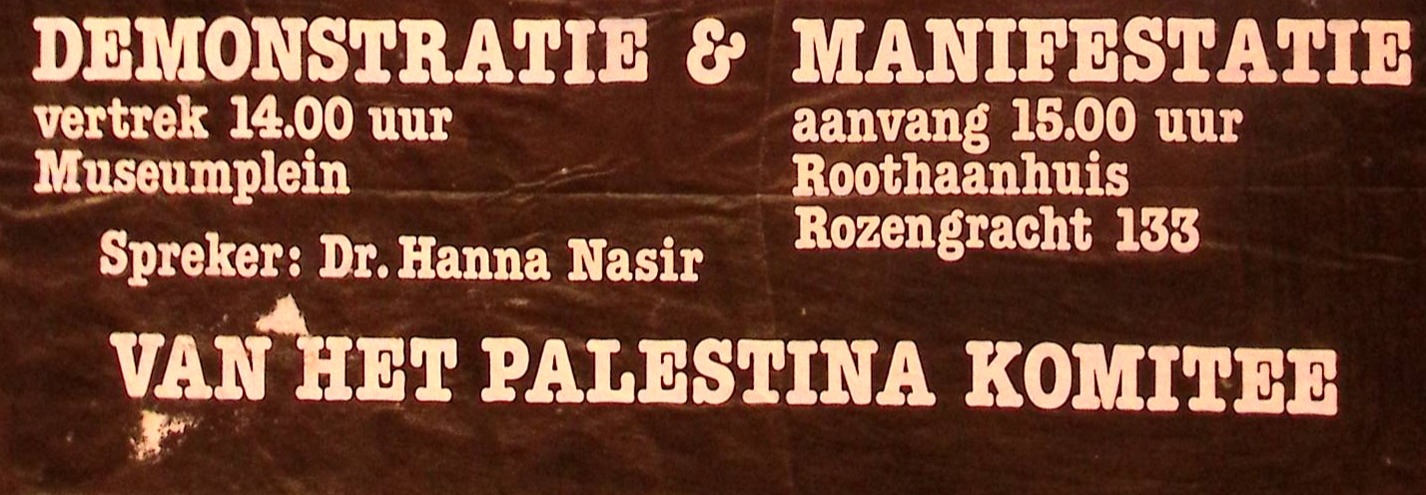 DEMONSTRATIE & MANIFESTATIE
vertrek 14.00 uur
Museumplein
aanvang 15.00 uur
Roothaanhuis
Rozengracht 133
Spreker: Dr. Hanna Nasir
VAN HET PALESTINA KOMITEE